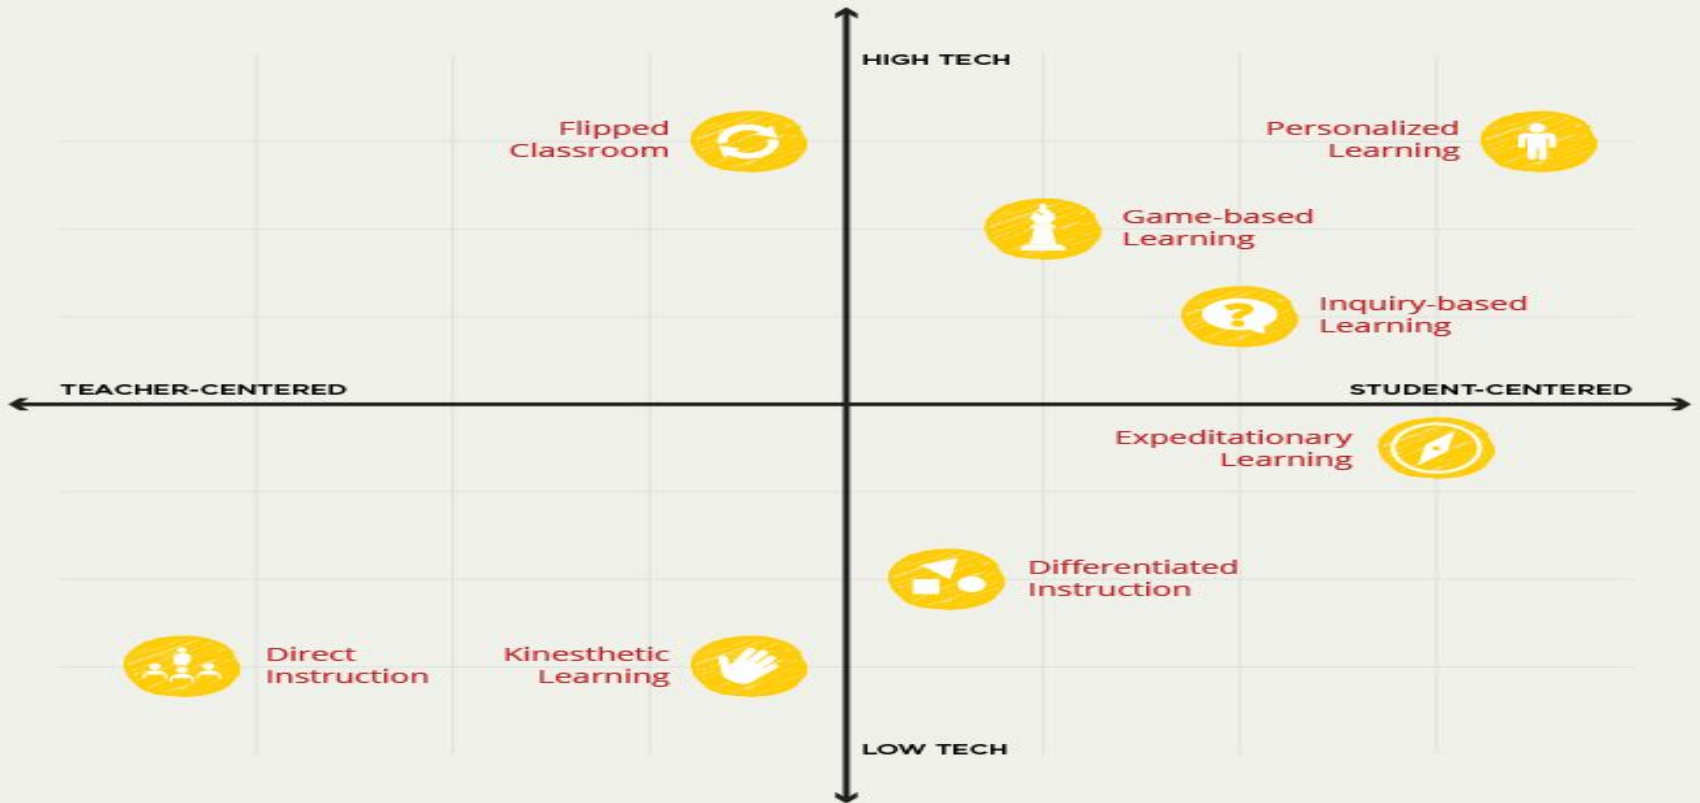 HIGH TECH
Flipped
Classroom
Personalized
Learning
Game-based
Learning
Inquiry-based
Learning
TEACHER-CENTERED
STUDENT-CENTERED
Expeditationary
Learning
Differentiated
Instruction
Direct
Instruction
Kinesthetic
Learning
LOW TECH